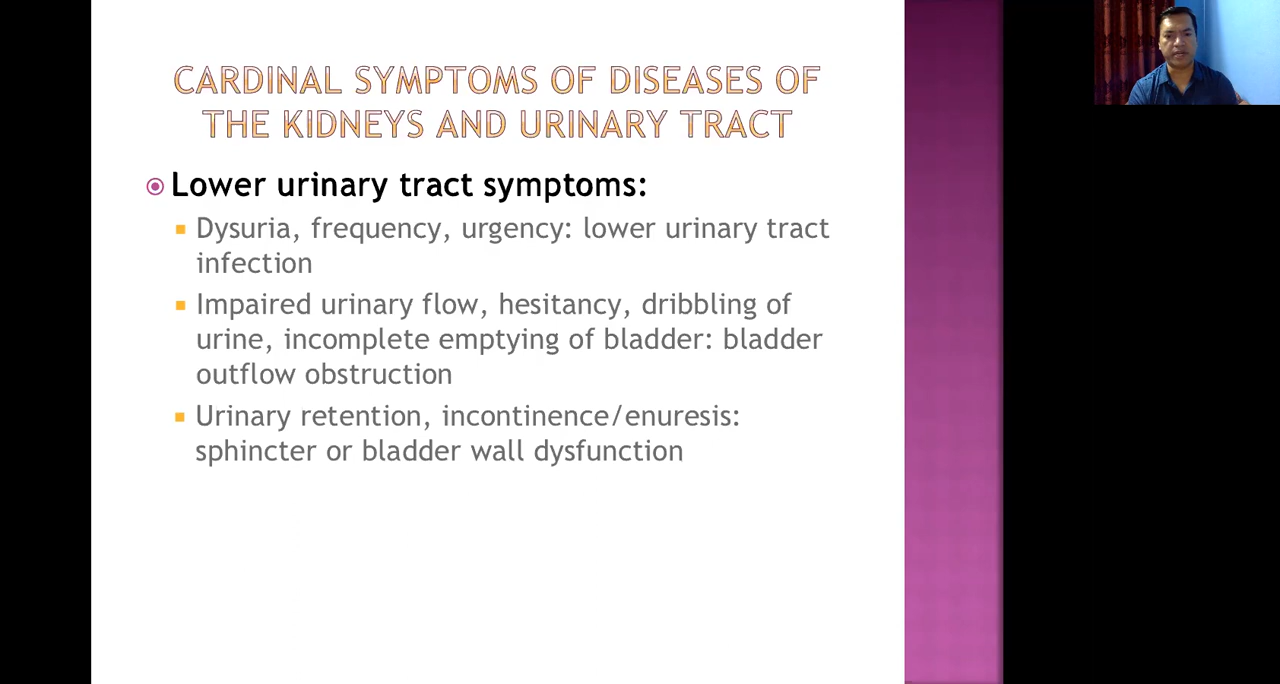 CARDINAL SYMPTOMS OF DISEASES OF
THE KIDNEYS AND URINARY TRACT
Lower urinary tract symptoms:
Dysuria, frequency, urgency: lower urinary tract
infection
Impaired urinary flow, hesitancy, dribbling of
urine, incomplete emptying of bladder: bladder
outflow obstruction
Urinary retention, incontinence/enuresis:
sphincter or bladder wall dysfunction